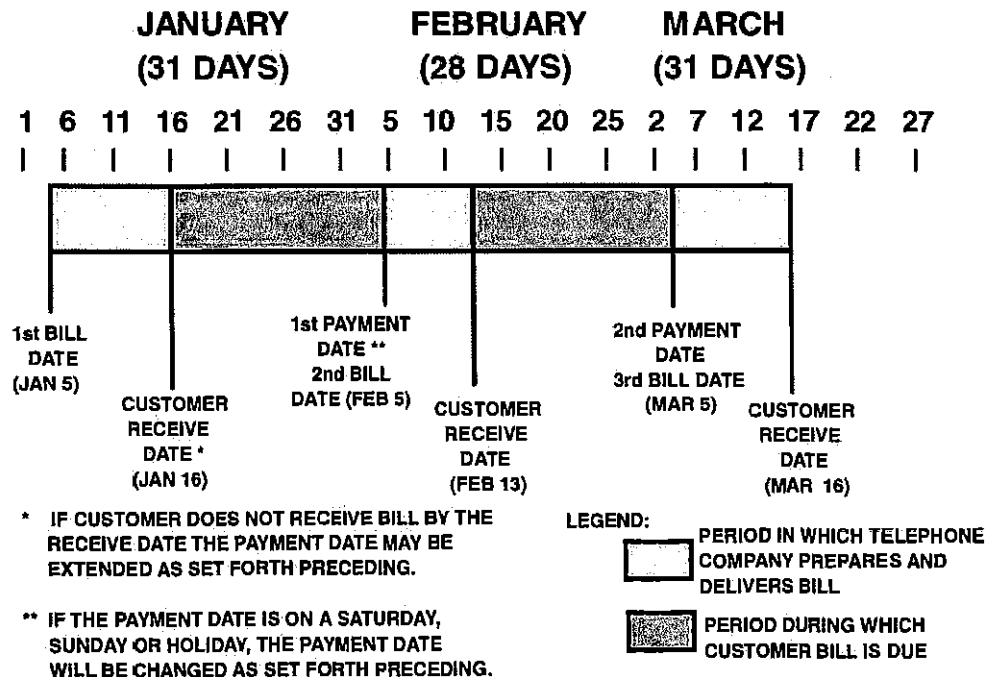 JANUARY FEBRUARY MARCH
(31 DAYS) (28 DAYS) (31 DAYS)
1 6 11 16 21 26 31 5 10 15 20 25 2 7 12 17 22 27
1st BILL
DATE
(JAN 5)
CUSTOMER
RECEIVE
DATE *
(JAN 16)
1st PAYMENT
DATE **
2nd BILL
DATE (FEB 5)
CUSTOMER
RECEIVE
DATE
(FEB 13)
2nd PAYMENT
DATE
3rd BILL DATE
(MAR 5)
CUSTOMER
RECEIVE
DATE
(MAR 16)
* IF CUSTOMER DOES NOT RECEIVE BILL BY THE
RECEIVE DATE THE PAYMENT DATE MAY BE
EXTENDED AS SET FORTH PRECEDING.
** IF THE PAYMENT DATE IS ON A SATURDAY,
SUNDAY OR HOLIDAY, THE PAYMENT DATE
WILL BE CHANGED AS SET FORTH PRECEDING.
LEGEND:
PERIOD IN WHICH TELEPHONE
COMPANY PREPARES AND
DELIVERS BILL
PERIOD DURING WHICH
CUSTOMER BILL IS DUE